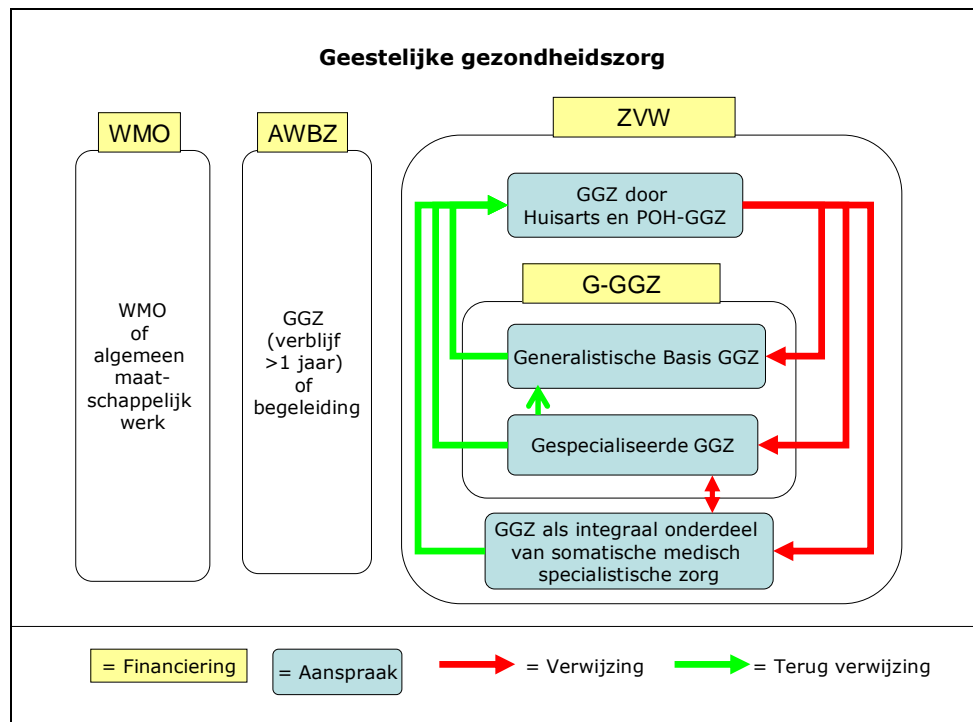 Geestelijke gezondheidszorg
WMO
AWBZ
ZVW
WMO
of
algemeen
maat-
schappelijk
werk
GGZ
(verblijf
>1 jaar)
of
begeleiding
GGZ door
Huisarts en POH-GGZ
G-GGZ
Generalistische Basis GGZ
Gespecialiseerde GGZ
GGZ als integraal onderdeel
van somatische medisch
specialistische zorg
= Financiering
= Aanspraak
= Verwijzing
= Terug verwijzing